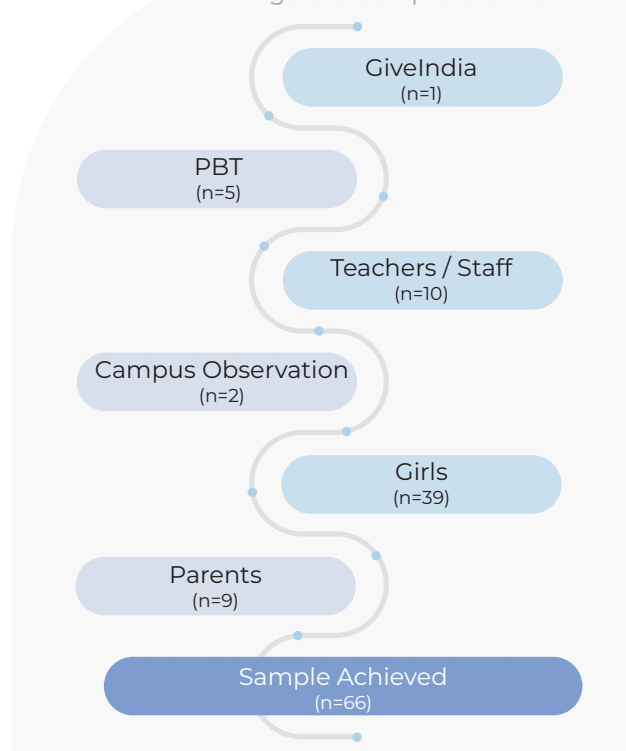 GiveIndia
(n=1)
PBT
(n=5)
Teachers / Staff
(n=10)
Campus Observation
(n=2)
Girls
(n=39)
Parents
(n=9)
Sample Achieved
(n=66)